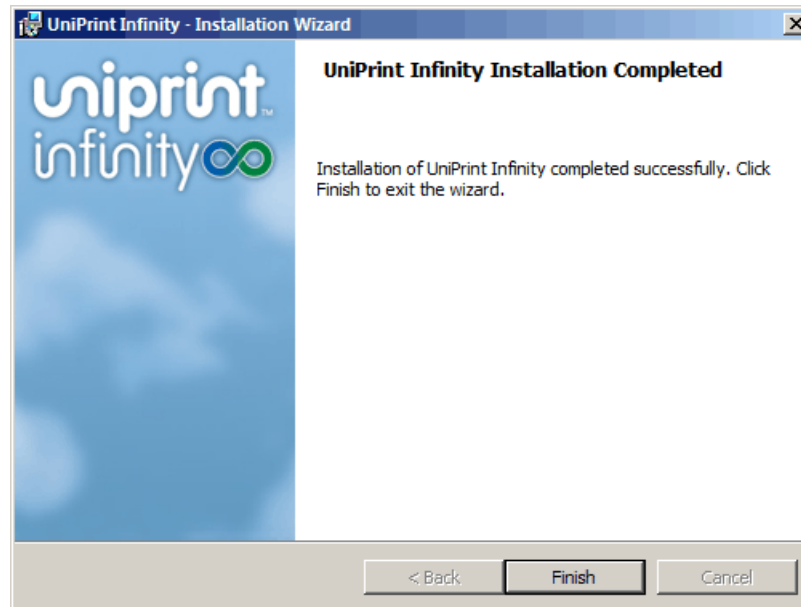 UniPrint Infinity - Installation Wizard
uniprint™
infinity
UniPrint Infinity Installation Completed
Installation of UniPrint Infinity completed successfully. Click
Finish to exit the wizard.
< Back
Finish
Cancel